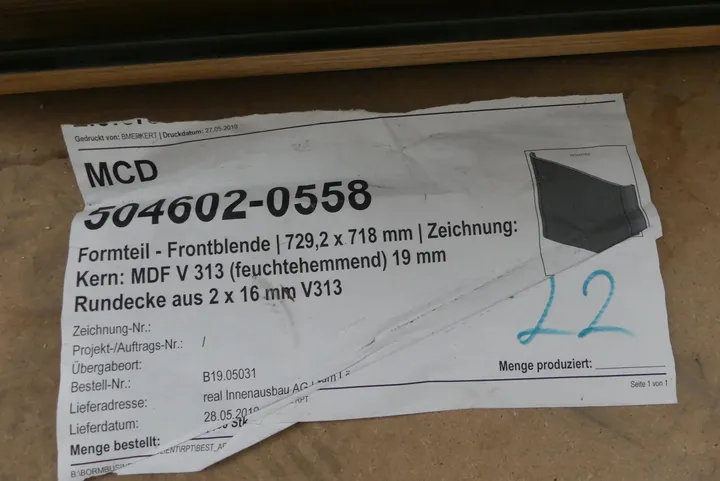 Gedruckt von: BMEIXERT | Druckdatum: 27.05.2019
MCD
504602-0558
Formteil - Frontblende | 729,2 x 718 mm | Zeichnung:
Kern: MDF V 313 (feuchtehemmend) 19 mm
Rundecke aus 2 x 16 mm V313
22
Zeichnung-Nr.:
Projekt-/Auftrags-Nr.: /
Übergabeort:
Bestell-Nr.: B19.05031
Lieferadresse: real Innenausbau AG
Lieferdatum: 28.05.2019
Menge bestellt: Stk
Menge produziert:
Seite 1 von 1